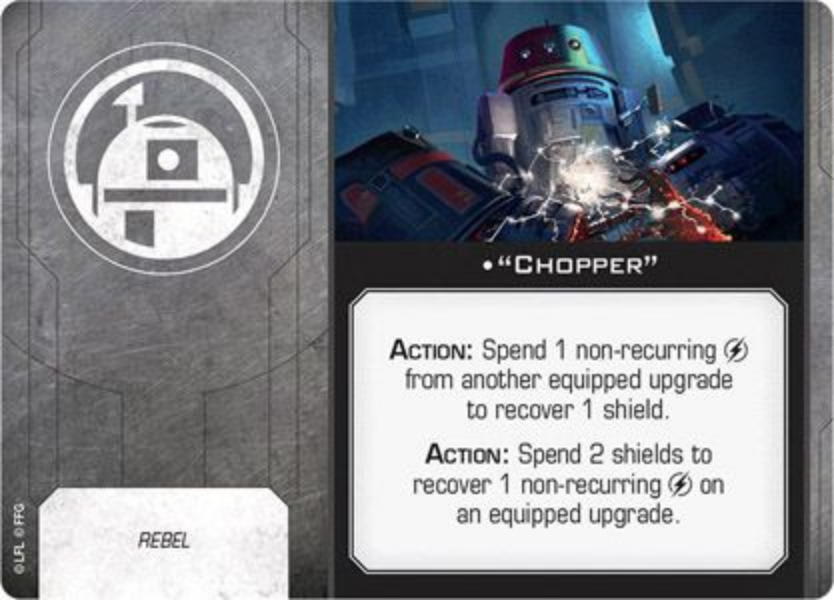 •“Chopper”
Action: Spend 1 non-recurring
from another equipped upgrade
to recover 1 shield.
Action: Spend 2 shields to
recover 1 non-recurring on
an equipped upgrade.
REBEL
© LFL © FFG